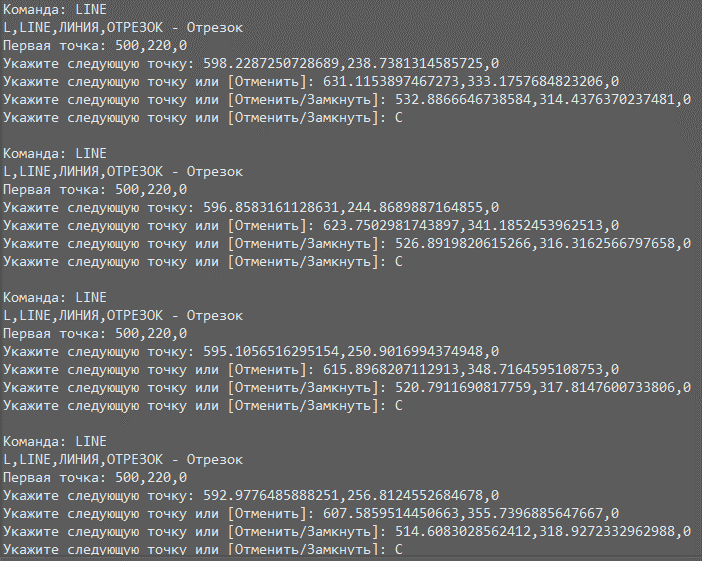 Команда: LINE
L,LINE,ЛИНИЯ,ОТРЕЗОК - Отрезок
Первая точка: 500,220,0
Укажите следующую точку: 598.2287250728689,238.7381314585725,0
Укажите следующую точку или [Отменить]: 631.1153897467273,333.1757684823206,0
Укажите следующую точку или [Отменить/Замкнуть]: 532.8866646738584,314.4376370237481,0
Укажите следующую точку или [Отменить/Замкнуть]: C
Команда: LINE
L,LINE,ЛИНИЯ,ОТРЕЗОК - Отрезок
Первая точка: 500,220,0
Укажите следующую точку: 596.8583161128631,244.8689887164855,0
Укажите следующую точку или [Отменить]: 623.7502981743897,341.1852453962513,0
Укажите следующую точку или [Отменить/Замкнуть]: 526.8919820615266,316.3162566797658,0
Укажите следующую точку или [Отменить/Замкнуть]: C
Команда: LINE
L,LINE,ЛИНИЯ,ОТРЕЗОК - Отрезок
Первая точка: 500,220,0
Укажите следующую точку: 595.1056516295154,250.9016994374948,0
Укажите следующую точку или [Отменить]: 615.8968207112913,348.7164595108753,0
Укажите следующую точку или [Отменить/Замкнуть]: 520.7911690817759,317.8147600733806,0
Укажите следующую точку или [Отменить/Замкнуть]: C
Команда: LINE
L,LINE,ЛИНИЯ,ОТРЕЗОК - Отрезок
Первая точка: 500,220,0
Укажите следующую точку: 592.9776485888251,256.8124552684678,0
Укажите следующую точку или [Отменить]: 607.5859514450663,355.7396885647667,0
Укажите следующую точку или [Отменить/Замкнуть]: 514.6083028562412,318.9272332962988,0
Укажите следующую точку или [Отменить/Замкнуть]: C